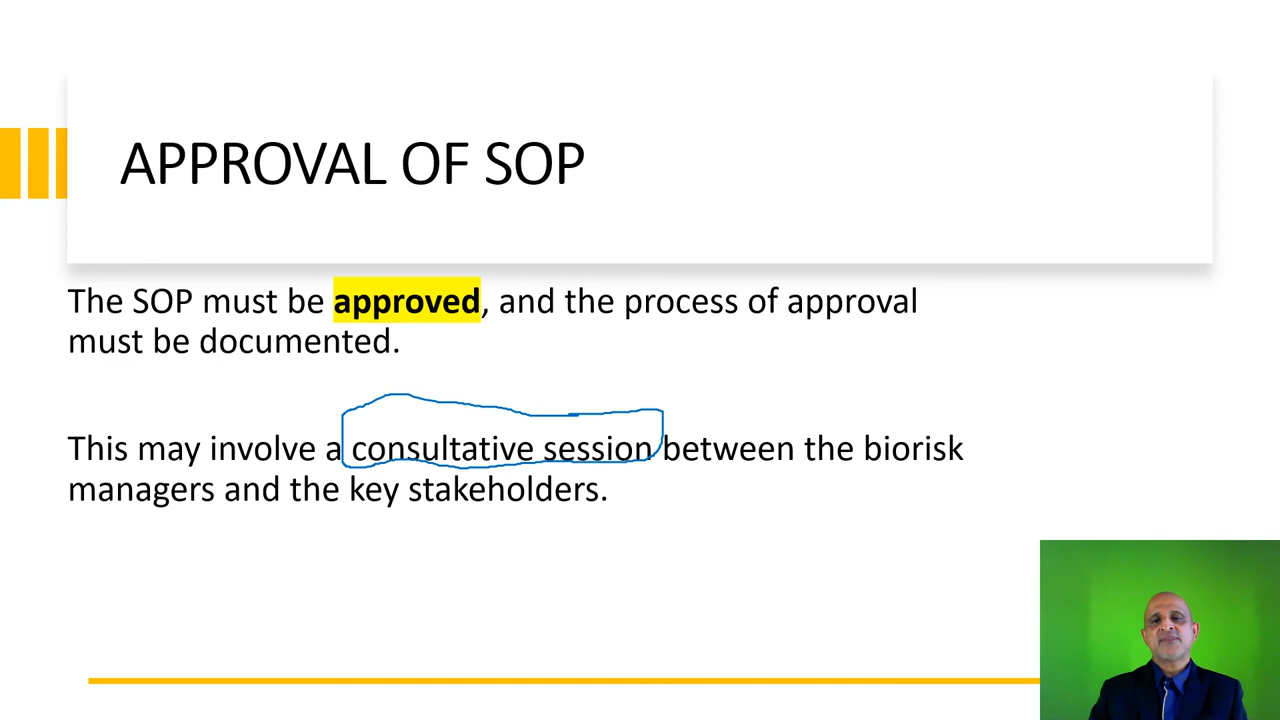 APPROVAL OF SOP
The SOP must be approved, and the process of approval
must be documented.
This may involve a consultative session between the biorisk
managers and the key stakeholders.